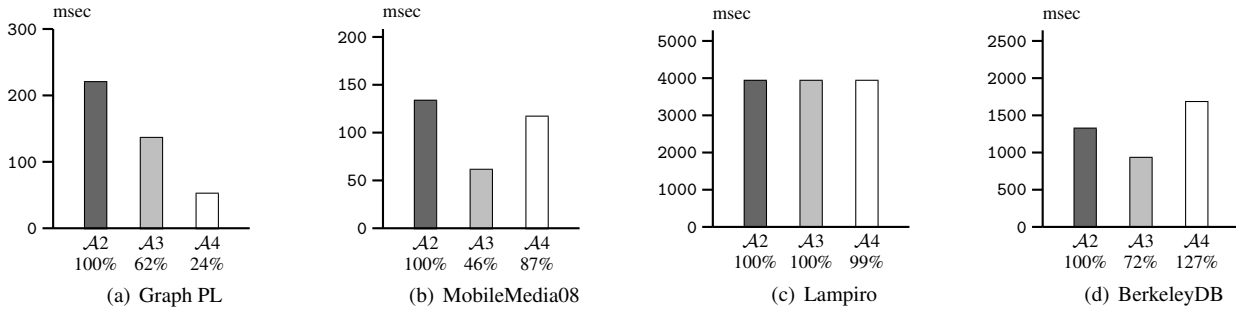 msec
300
200
100
0
𝒜2 𝒜3 𝒜4
100% 62% 24%
(a) Graph PL
msec
200
150
100
50
0
𝒜2 𝒜3 𝒜4
100% 46% 87%
(b) MobileMedia08
msec
5000
4000
3000
2000
1000
0
𝒜2 𝒜3 𝒜4
100% 100% 99%
(c) Lampiro
msec
2500
2000
1500
1000
500
0
𝒜2 𝒜3 𝒜4
100% 72% 127%
(d) BerkeleyDB